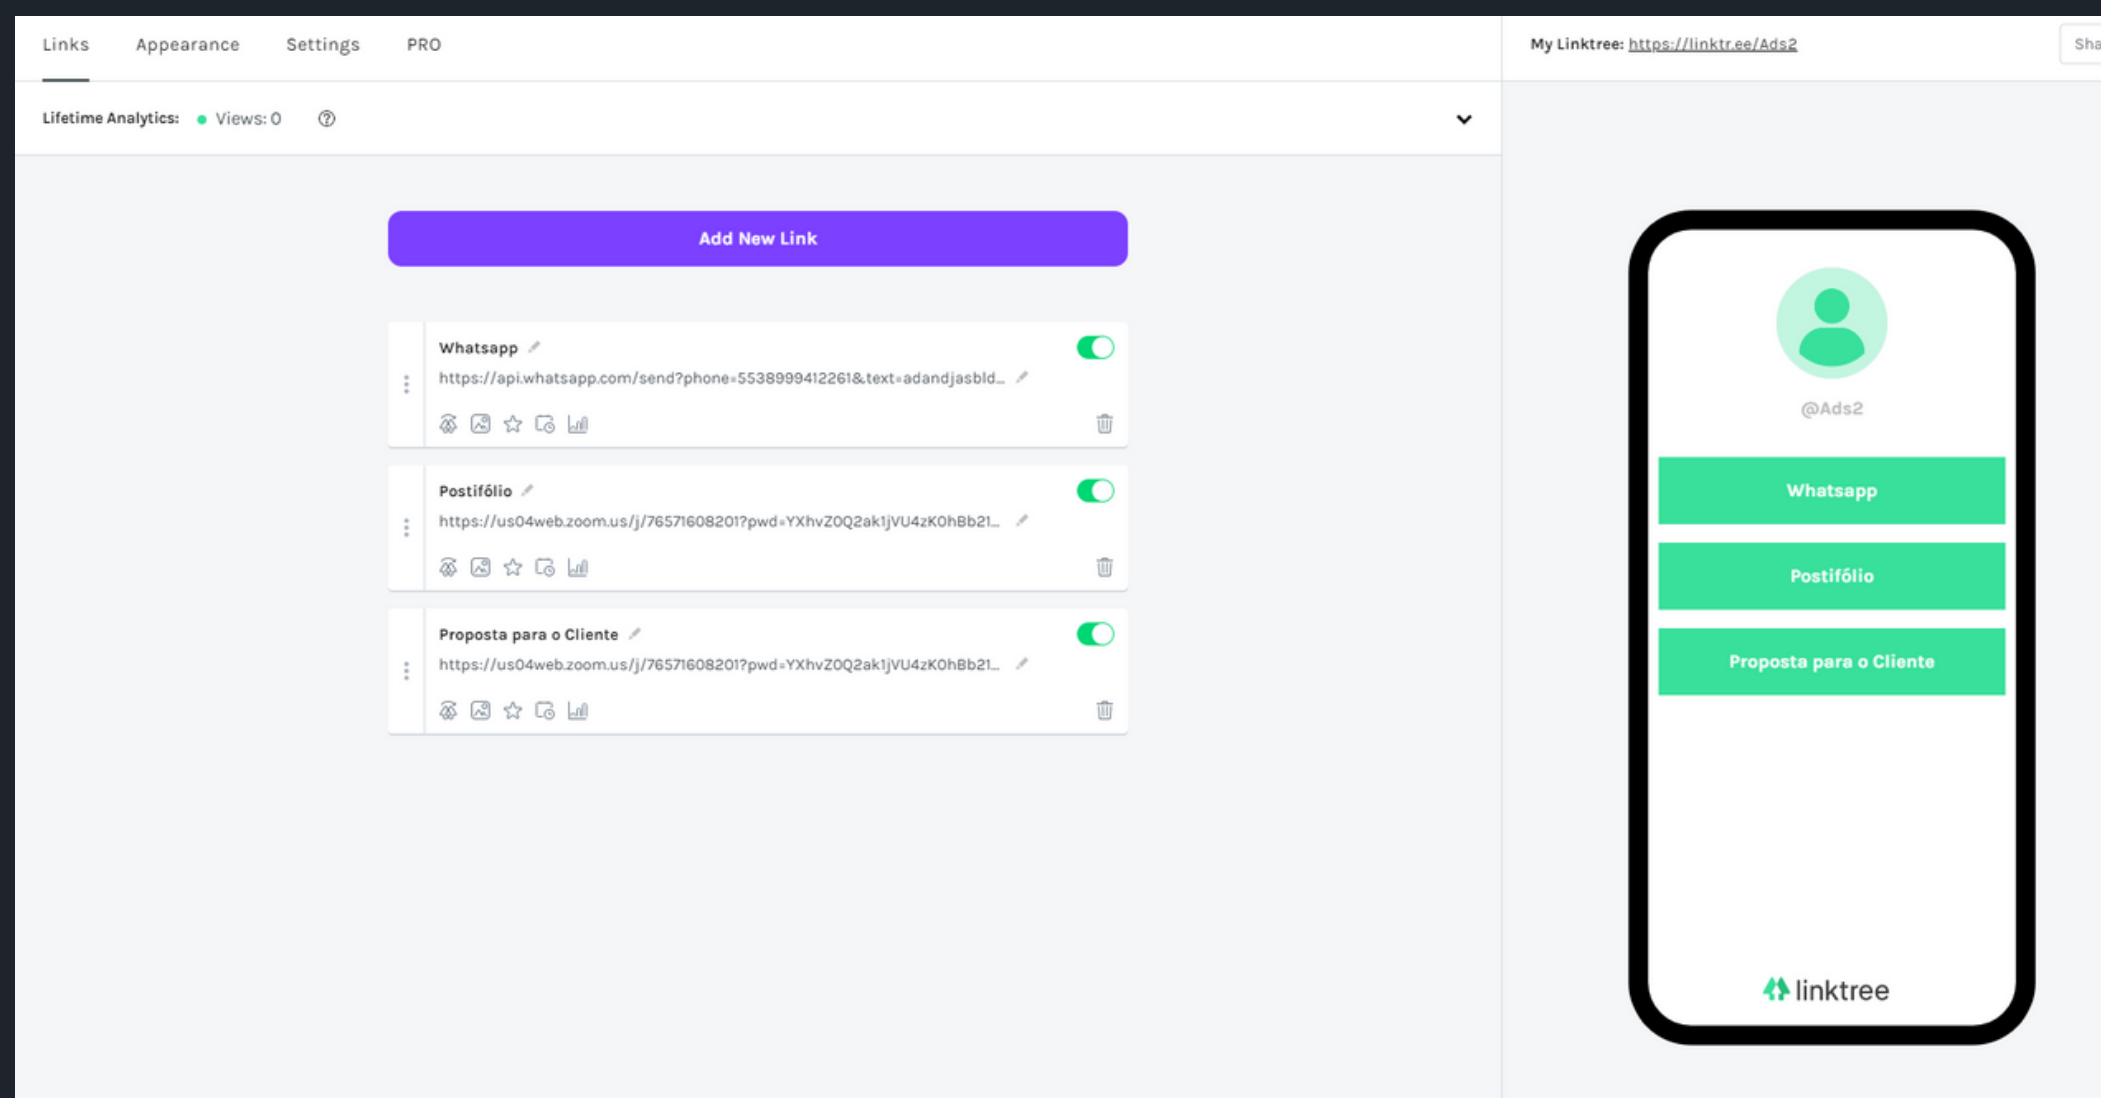 Links Appearance Settings PRO
My Linktree: https://linktr.ee/Ads2
Sha
Lifetime Analytics: Views: 0
Add New Link
Whatsapp
https://api.whatsapp.com/send?phone=5538999412261&text=adandjasbld...
Postifólio
https://us04web.zoom.us/j/76571608201?pwd=YXhvZ0Q2ak1jVU4zK0hBb21...
Proposta para o Cliente
https://us04web.zoom.us/j/76571608201?pwd=YXhvZ0Q2ak1jVU4zK0hBb21...
@Ads2
Whatsapp
Postifólio
Proposta para o Cliente
linktree